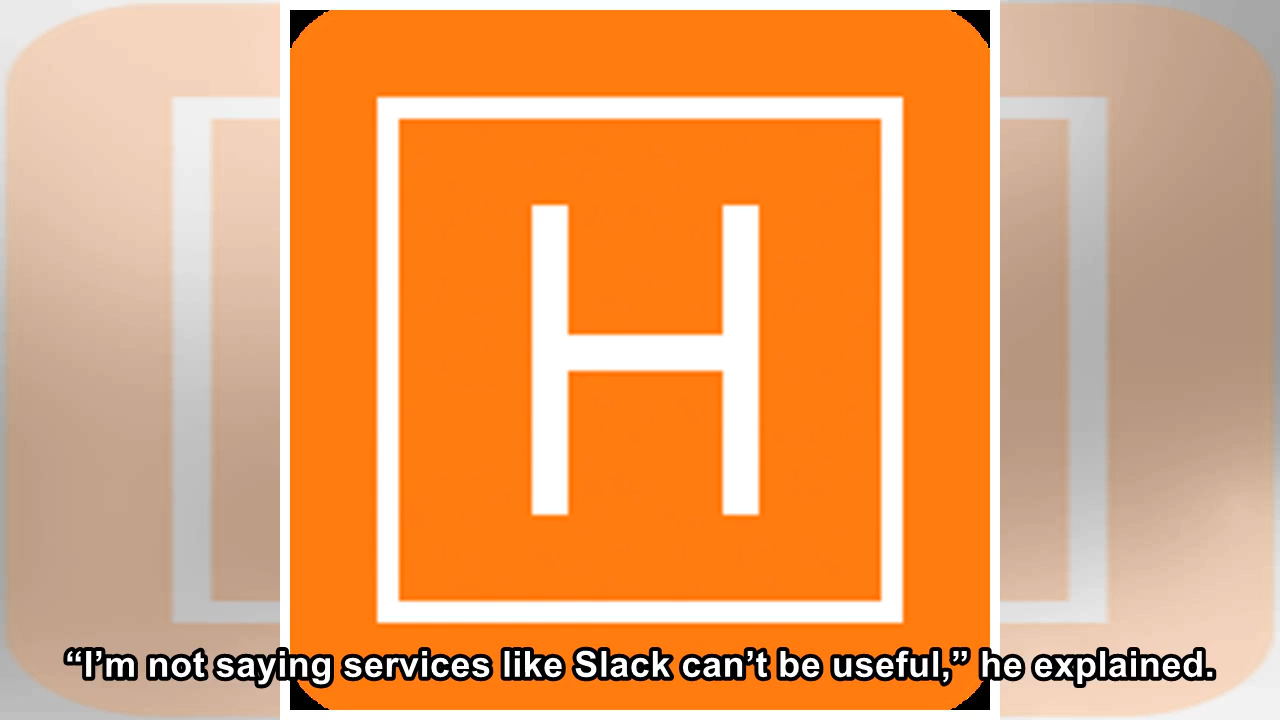 H
“I’m not saying services like Slack can’t be useful,” he explained.